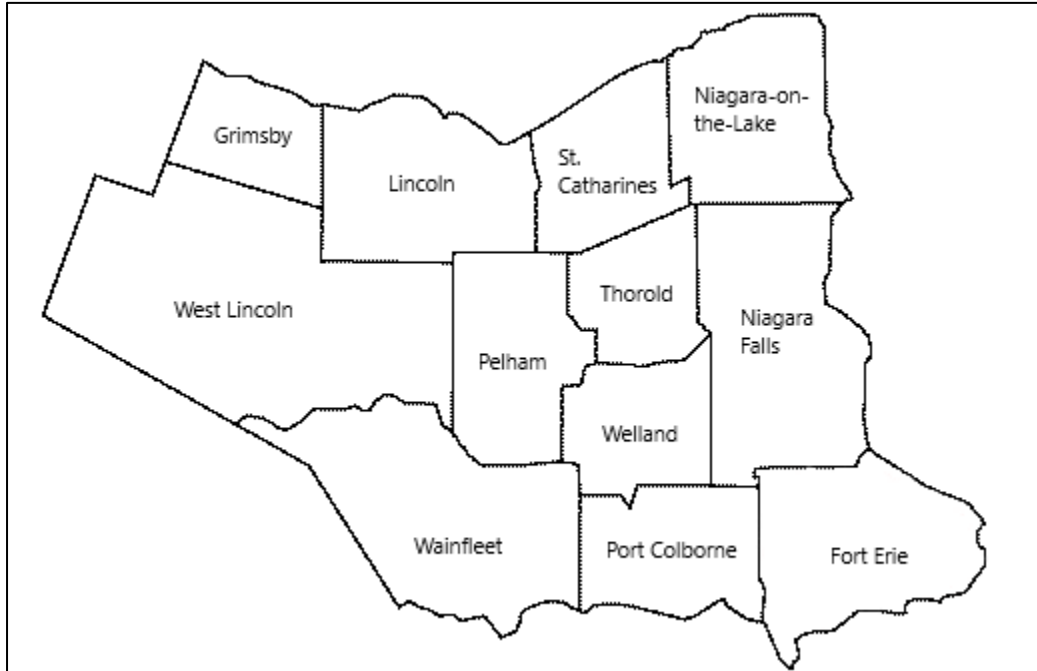 Niagara-on-
the-Lake
Grimsby
St.
Catharines
Lincoln
Thorold
West Lincoln
Niagara
Falls
Pelham
Welland
Wainfleet
Port Colborne
Fort Erie